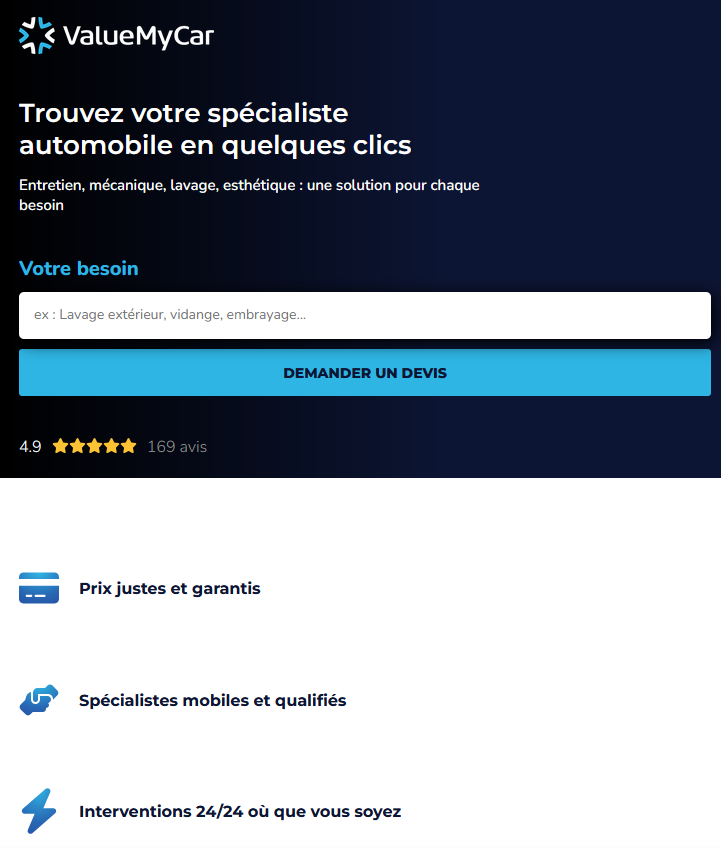 ValueMyCar
Trouvez votre spécialiste
automobile en quelques clics
Entretien, mécanique, lavage, esthétique : une solution pour chaque
besoin
Votre besoin
ex : Lavage extérieur, vidange, embrayage...
DEMANDER UN DEVIS
4.9 169 avis
Prix justes et garantis
Spécialistes mobiles et qualifiés
Interventions 24/24 où que vous soyez